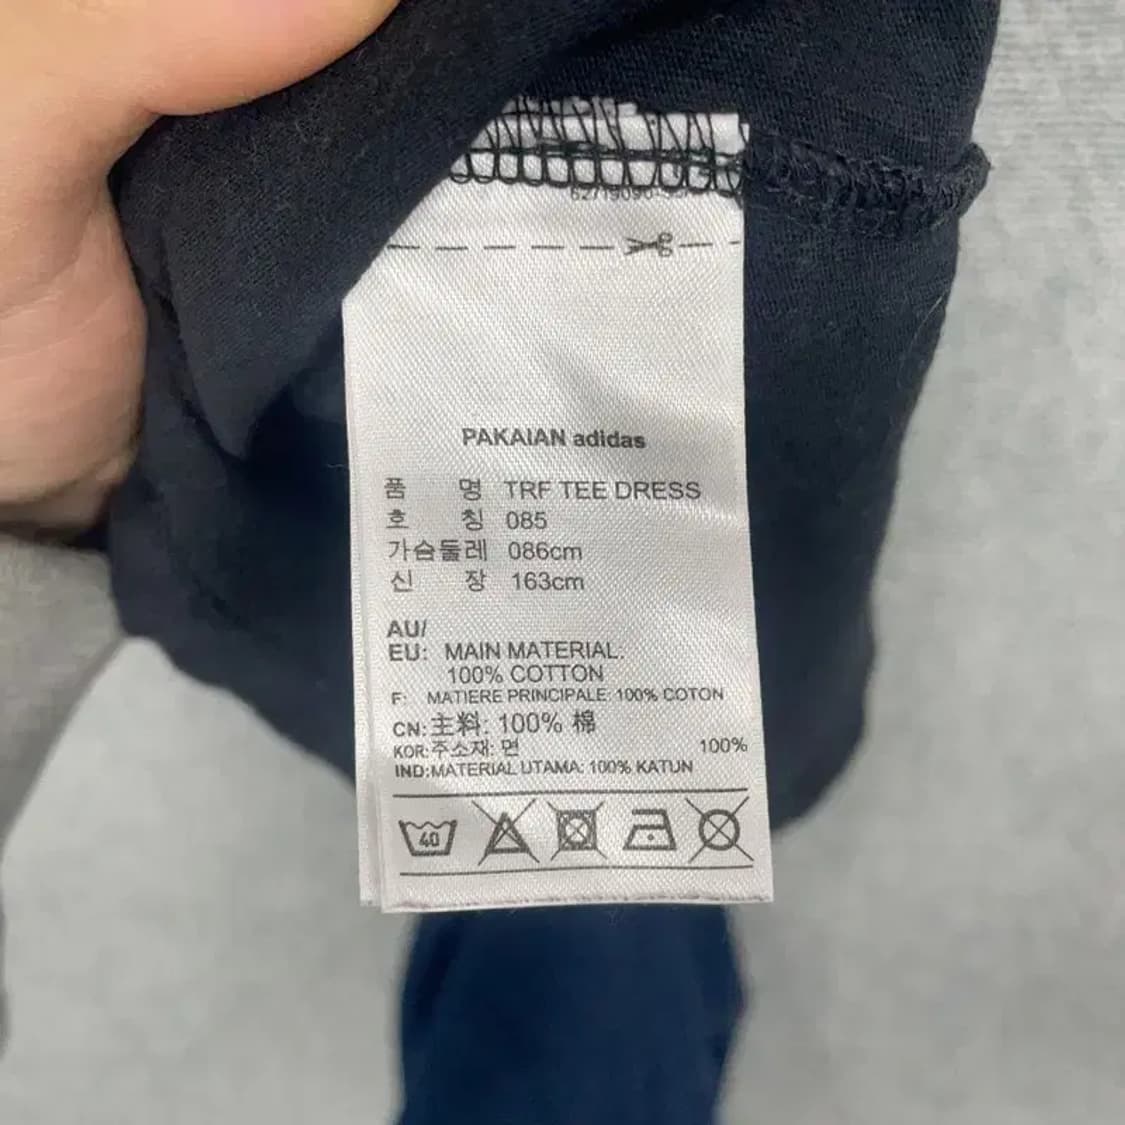 PAKAIAN adidas
품 명 TRF TEE DRESS
호 칭 085
가슴둘레 086cm
신 장 163cm
AU/
EU: MAIN MATERIAL:
100% COTTON
F: MATIERE PRINCIPALE: 100% COTON
CN:主料: 100% 棉
KOR:주소재: 면 100%
IND:MATERIAL UTAMA: 100% KATUN
40